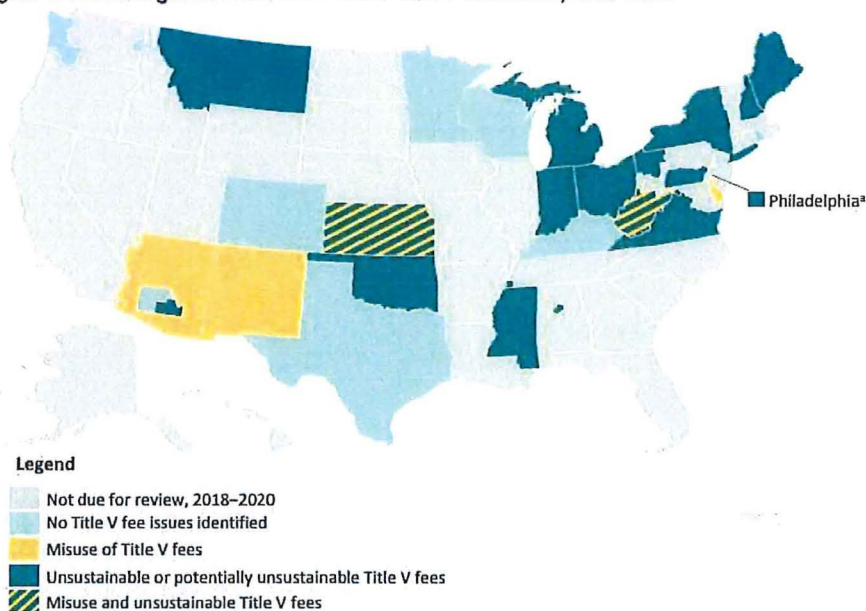 Philadelphiaª
Legend
Not due for review, 2018–2020
No Title V fee issues identified
Misuse of Title V fees
Unsustainable or potentially unsustainable Title V fees
Misuse and unsustainable Title V fees